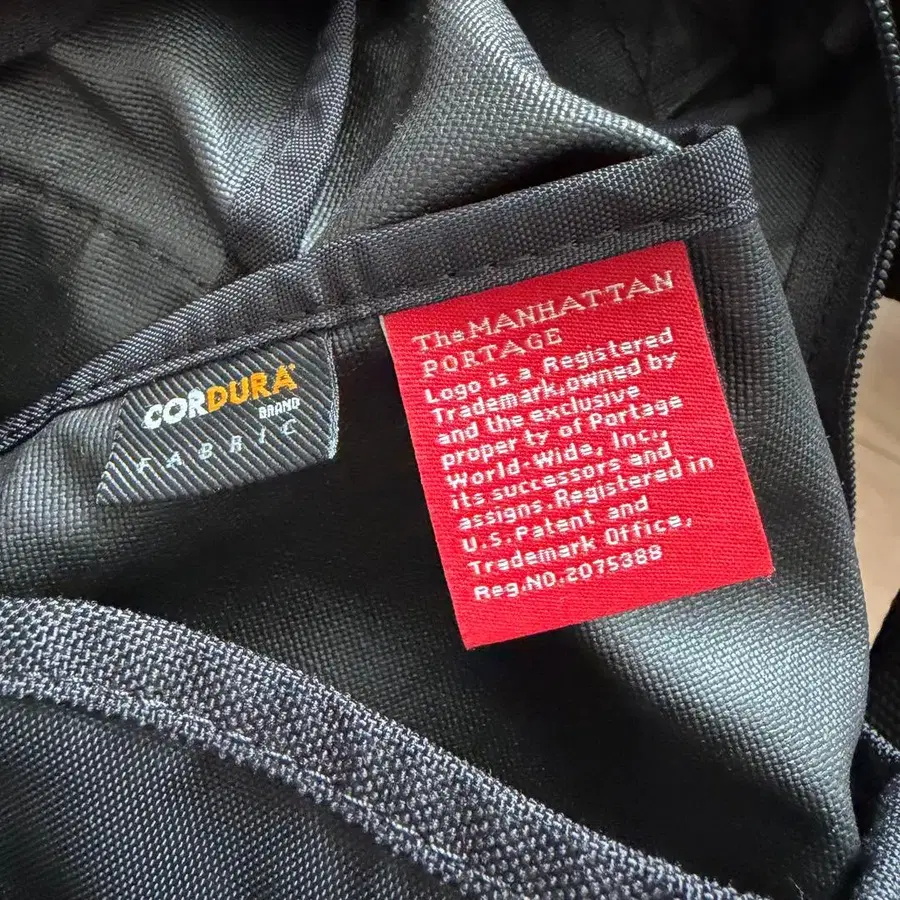 CORDURA
BRAND
FABRIC
The MANHATTAN
PORTAGE
Logo is a Registered
Trademark,owned by
and the exclusive
property of Portage
World-Wide, Inc.,
its successors and
assigns.Registered in
U.S.Patent and
Trademark Office,
Reg.NO.2075388